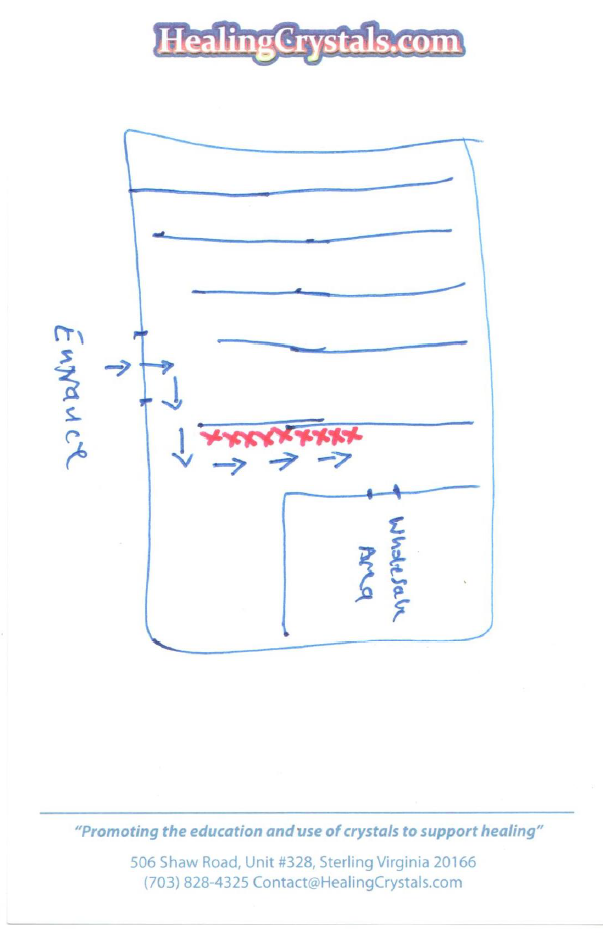 HealingCrystals.com
Entrance
Wholesale
Area
"Promoting the education and use of crystals to support healing"
506 Shaw Road, Unit #328, Sterling Virginia 20166
(703) 828-4325 Contact@HealingCrystals.com